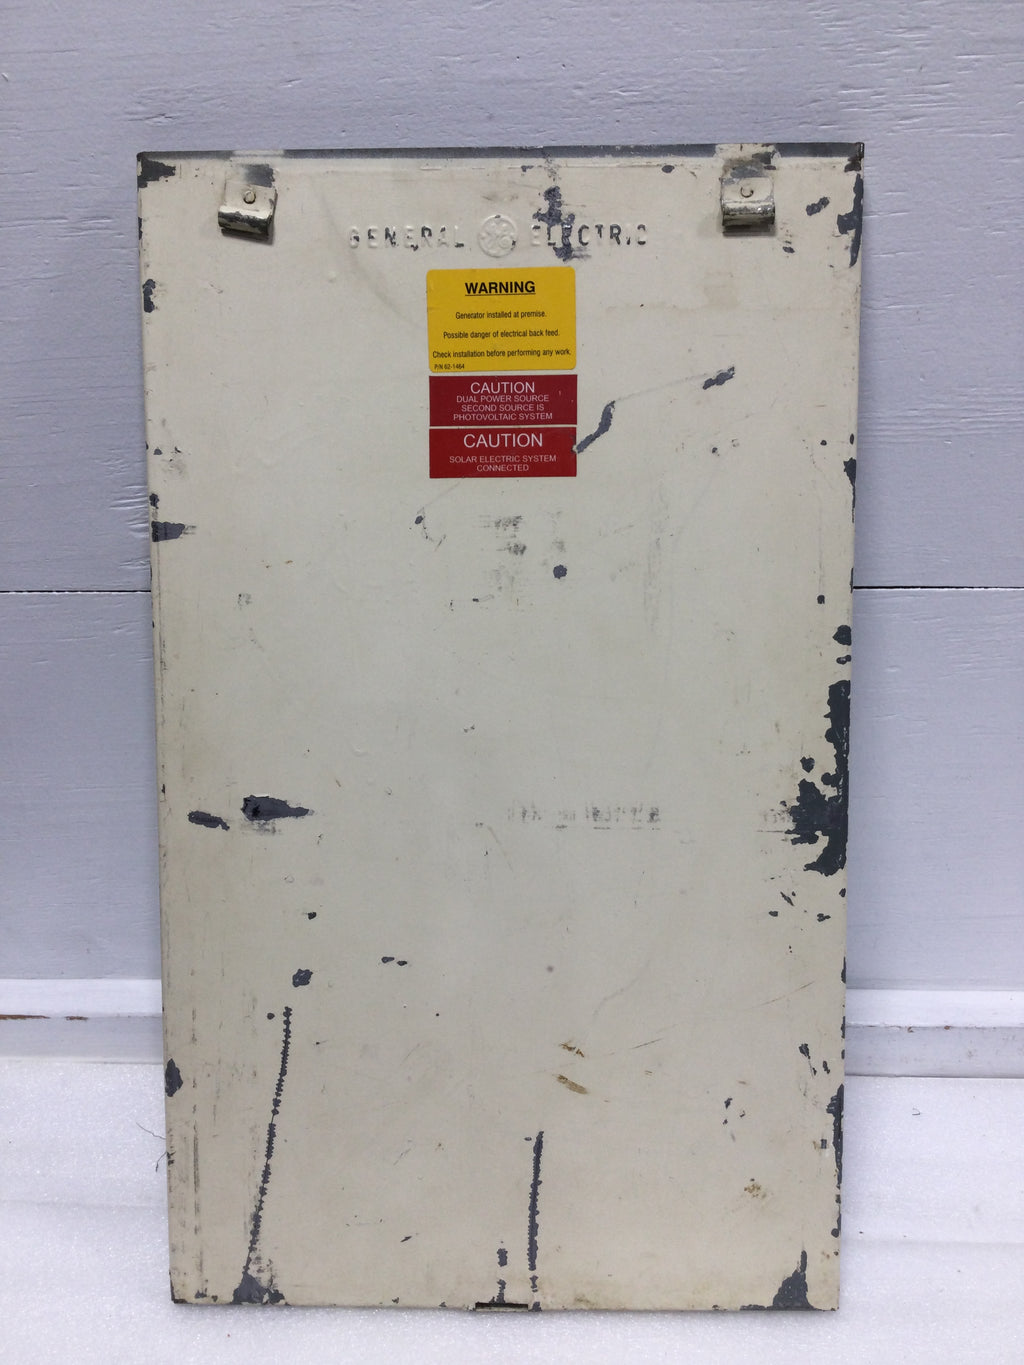 GENERAL ELECTRIC
WARNING
Generator installed at premise.
Possible danger of electrical back feed.
Check installation before performing any work.
P/N 62-1464
CAUTION
DUAL POWER SOURCE
SECOND SOURCE IS
PHOTOVOLTAIC SYSTEM
CAUTION
SOLAR ELECTRIC SYSTEM
CONNECTED